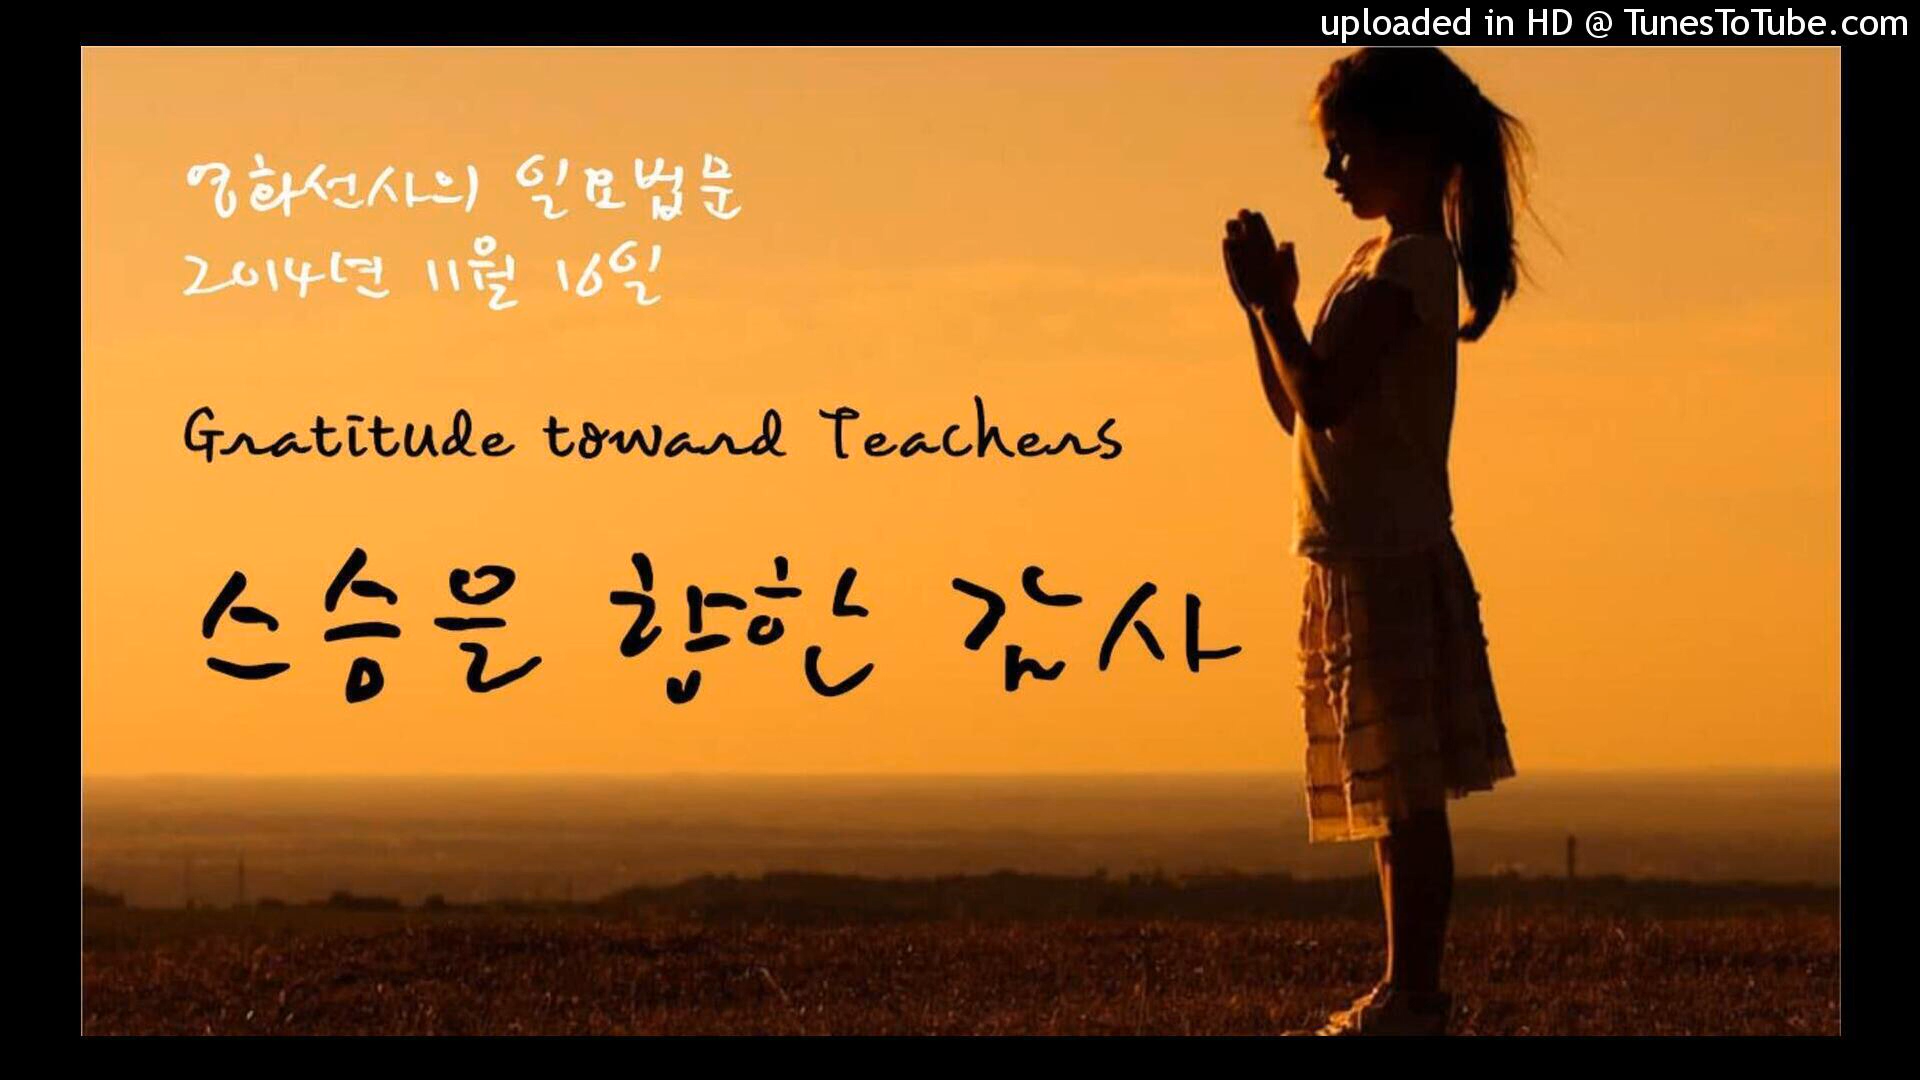 uploaded in HD @ TunesToTube.com
영화선사의 일요법문
2014년 11월 16일
Gratitude toward Teachers
스승을 향한 감사